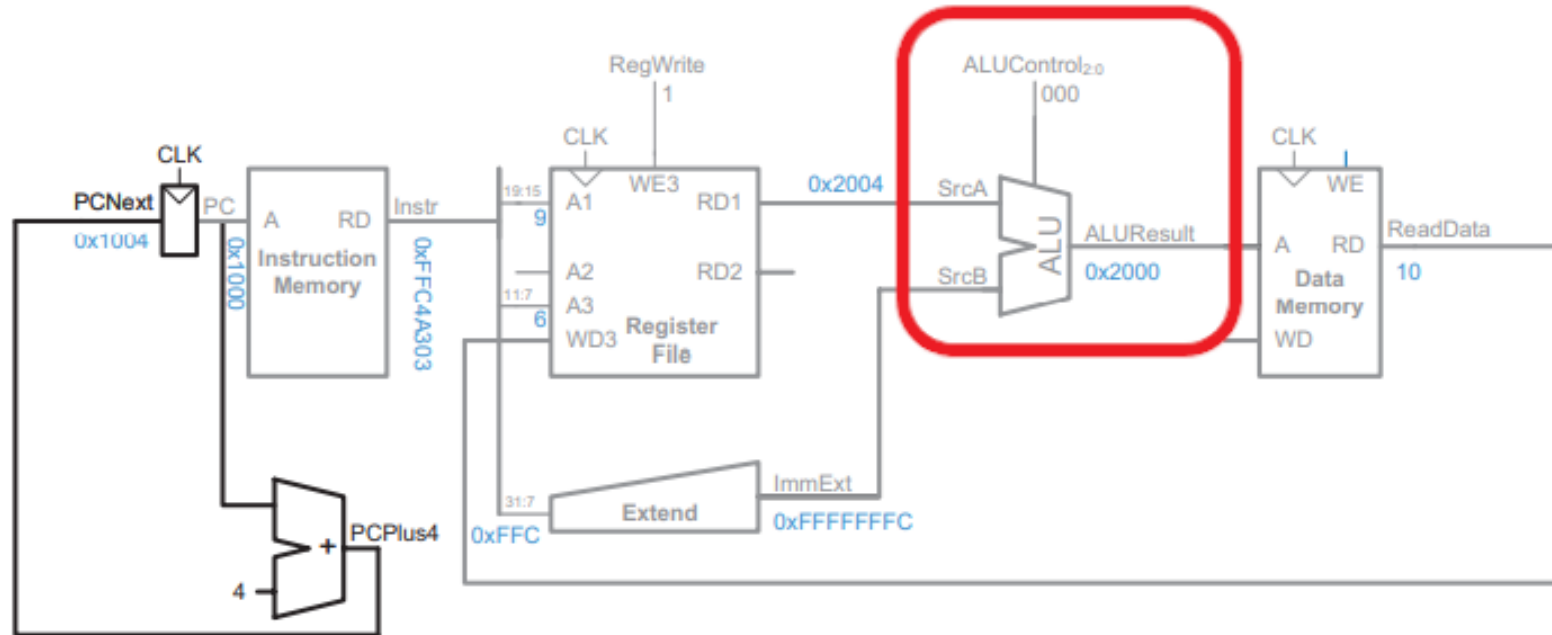 RegWrite
1
ALUControl2:0
000
CLK
PCNext
0x1004
PC
0x1000
A
RD
Instruction
Memory
Instr
0xFFC4A303
19:15
9
11:7
6
31:7
0xFFC
CLK
WE3
A1
RD1
A2
RD2
A3
WD3
Register
File
0x2004
SrcA
SrcB
ALU
ALUResult
0x2000
CLK
WE
A
RD
Data
Memory
WD
ReadData
10
Extend
ImmExt
0xFFFFFFFC
+
PCPlus4
4